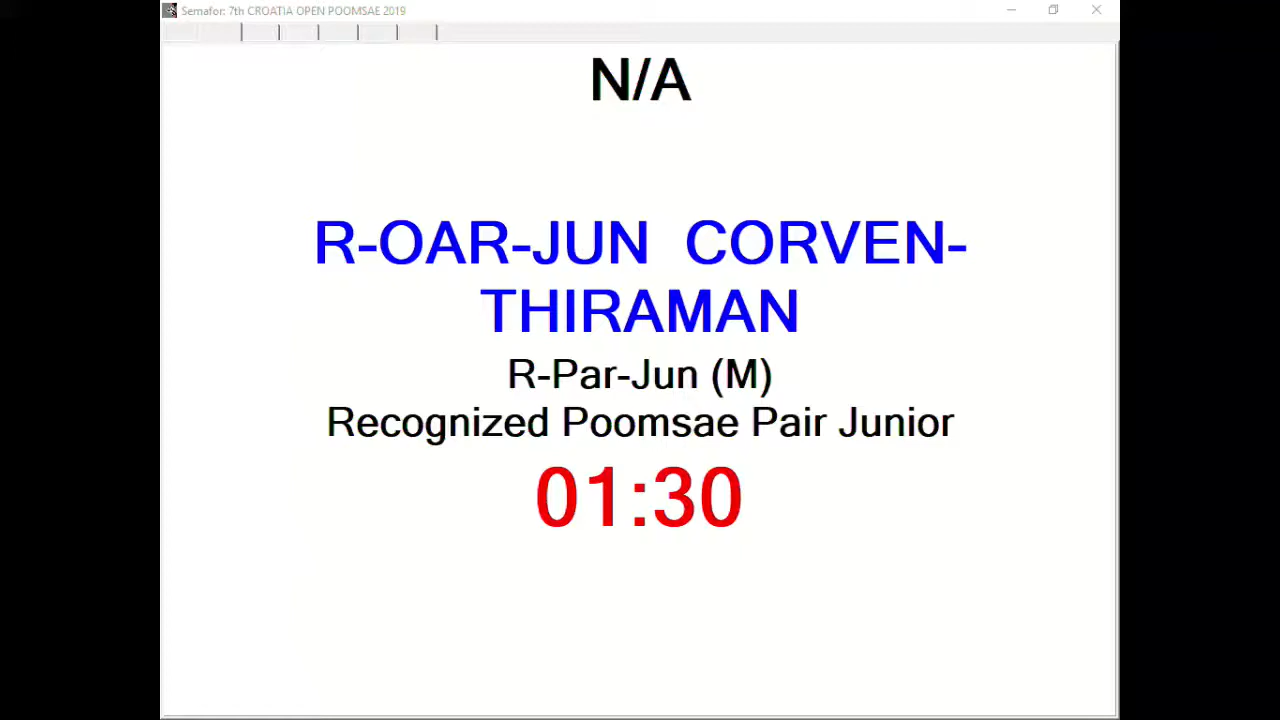 Semafor: 7th CROATIA OPEN POOMSAE 2019
N/A
R-OAR-JUN CORVEN-
THIRAMAN
R-Par-Jun (M)
Recognized Poomsae Pair Junior
01:30